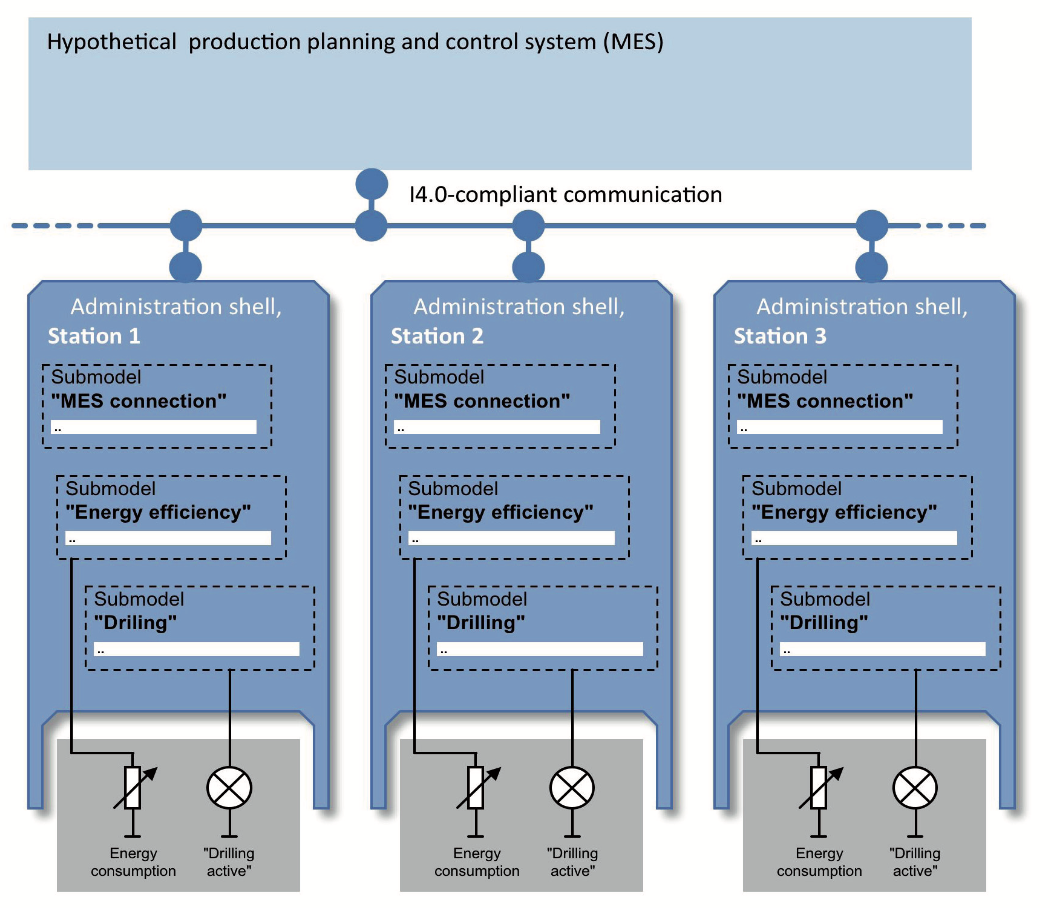 Hypothetical production planning and control system (MES)
I4.0-compliant communication
Administration shell,
Station 1
Submodel
"MES connection"
..
Submodel
"Energy efficiency"
..
Submodel
"Driling"
..
Energy
consumption
"Drilling
active"
Administration shell,
Station 2
Submodel
"MES connection"
..
Submodel
"Energy efficiency"
..
Submodel
"Drilling"
..
Energy
consumption
"Drilling
active"
Administration shell,
Station 3
Submodel
"MES connection"
..
Submodel
"Energy efficiency"
..
Submodel
"Drilling"
..
Energy
consumption
"Drilling
active"